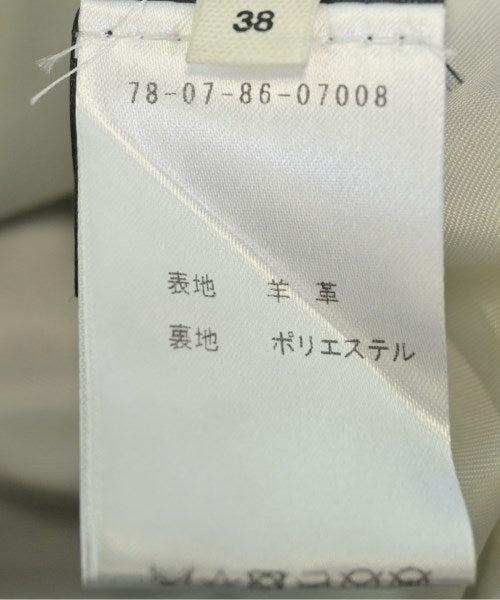 38
78-07-86-07008
表地 羊 革
裏地 ポリエステル